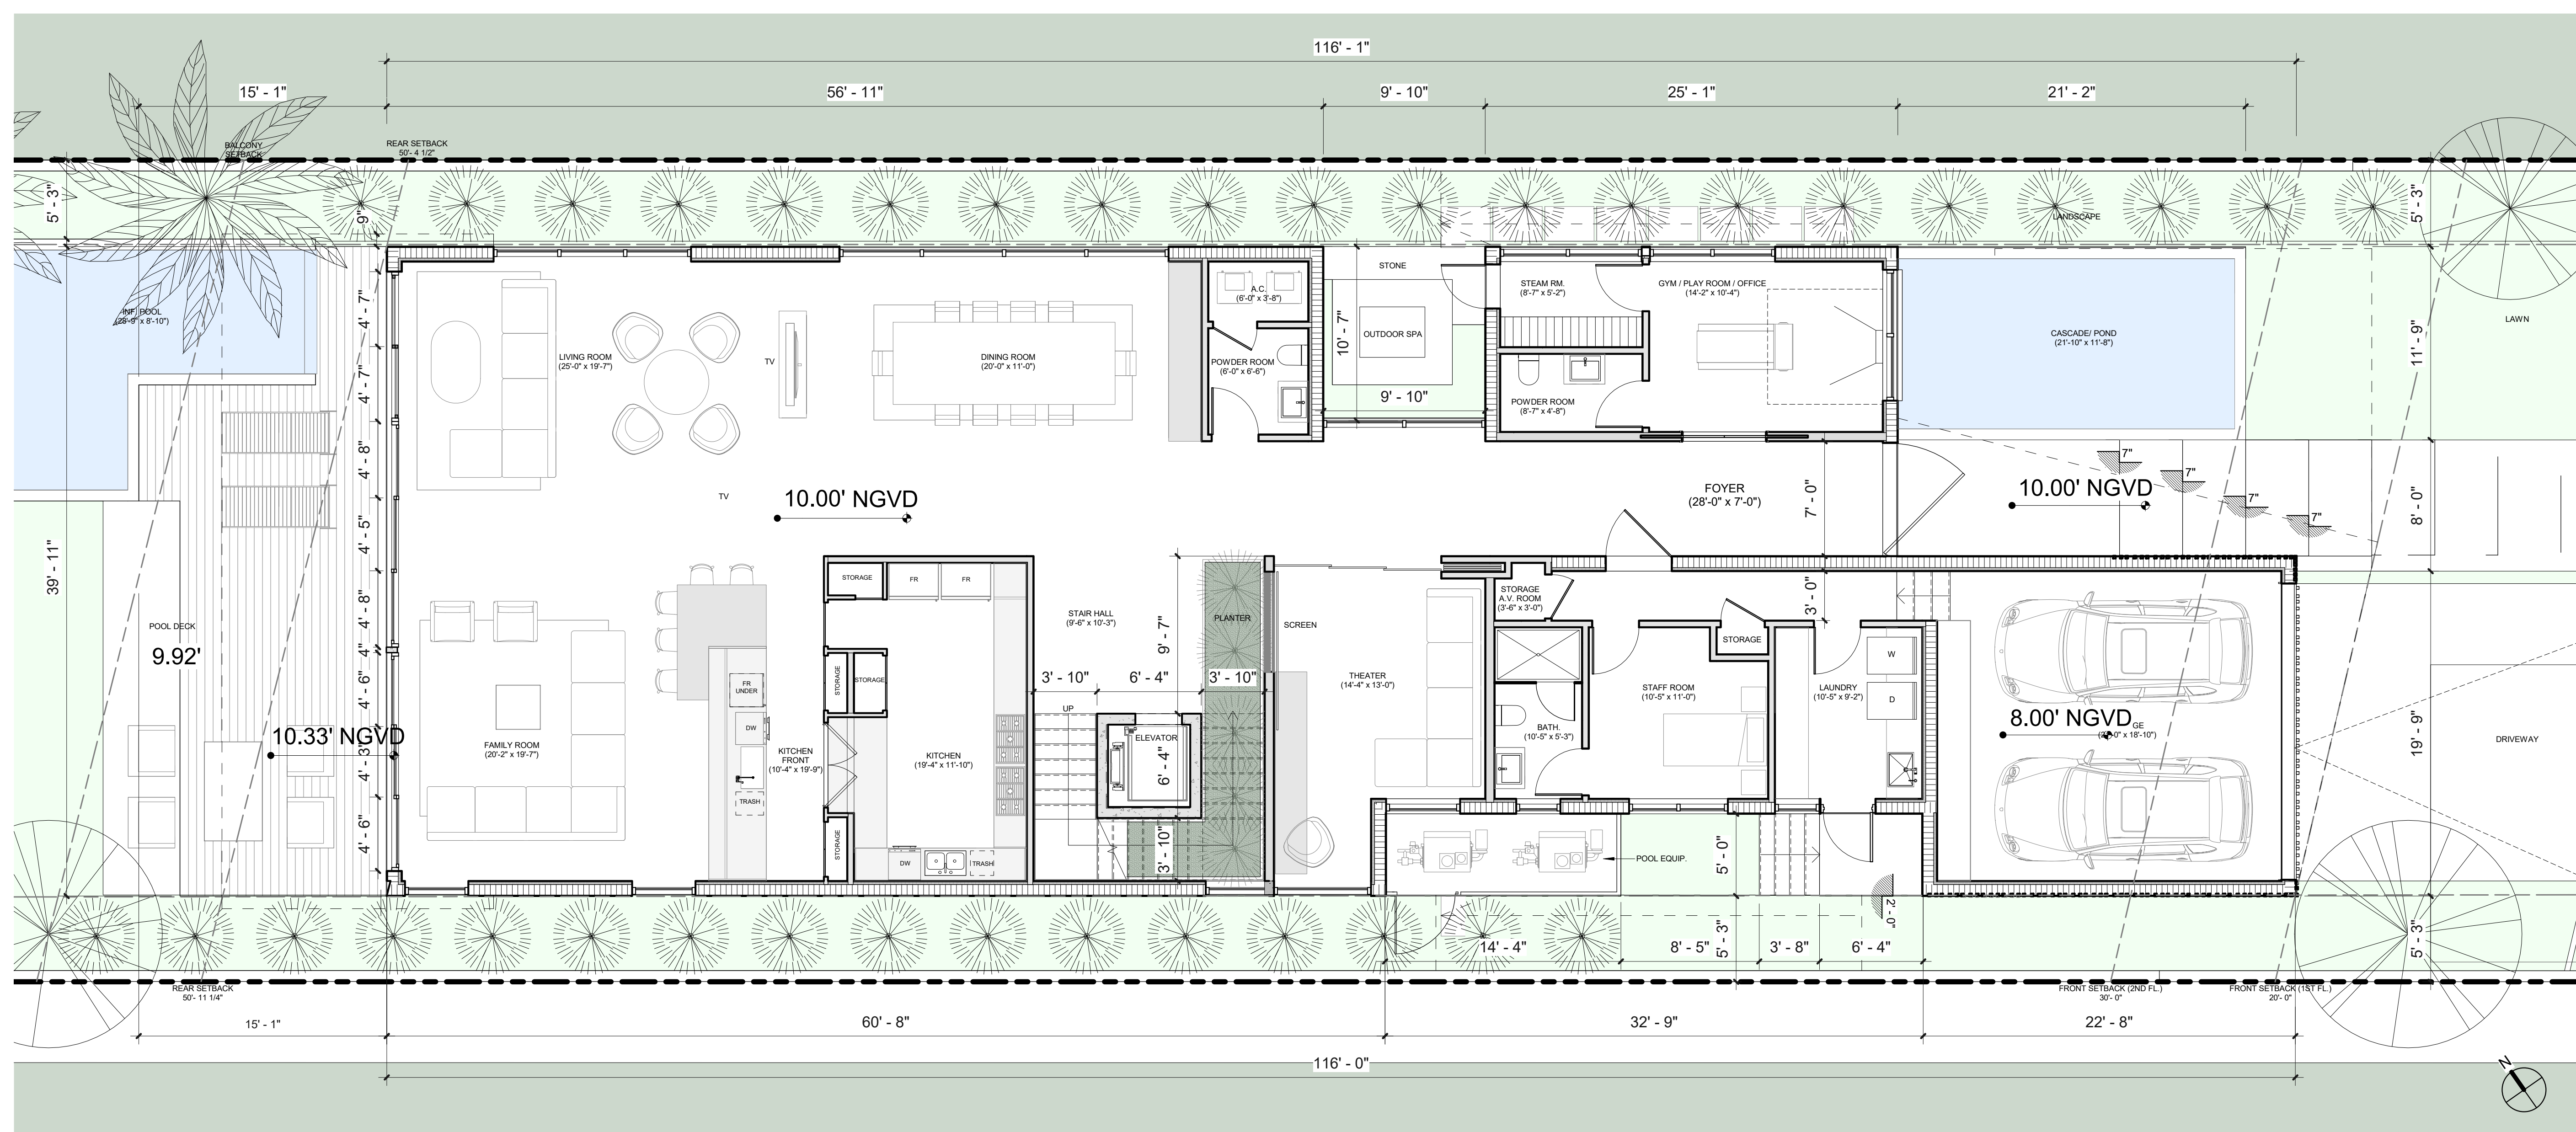 116' - 1"
15' - 1"
56' - 11"
9' - 10"
25' - 1"
21' - 2"
BALCONY
SETBACK
REAR SETBACK
50'- 4 1/2"
5' - 3"
9"
LANDSCAPE
5' - 3"
STONE
A.C.
(6'-0" x 3'-8")
STEAM RM.
(8'-7" x 5'-2")
GYM / PLAY ROOM / OFFICE
(14'-2" x 10'-4")
INF. POOL
(28'-9" x 8'-10")
4' - 7"
10' - 7"
OUTDOOR SPA
CASCADE/ POND
(21'-10" x 11'-8")
LAWN
11' - 9"
LIVING ROOM
(25'-0" x 19'-7")
TV
DINING ROOM
(20'-0" x 11'-0")
POWDER ROOM
(6'-0" x 6'-6")
4' - 7"
9' - 10"
POWDER ROOM
(8'-7" x 4'-8")
4' - 8"
TV
10.00' NGVD
FOYER
(28'-0" x 7'-0")
7' - 0"
10.00' NGVD
7"
7"
7"
7"
8' - 0"
4' - 5"
39' - 11"
STORAGE
FR
FR
4' - 8"
STAIR HALL
(9'-6" x 10'-3")
9' - 7"
PLANTER
SCREEN
STORAGE
A.V. ROOM
(3'-6" x 3'-0")
3' - 0"
POOL DECK
9.92'
4"
STORAGE
STORAGE
STORAGE
W
4' - 6"
FR
UNDER
3' - 10"
6' - 4"
3' - 10"
THEATER
(14'-4" x 13'-0")
STAFF ROOM
(10'-5" x 11'-0")
LAUNDRY
(10'-5" x 9'-2")
D
UP
10.33' NGVD
4' - 3"
FAMILY ROOM
(20'-2" x 19'-7")
DW
KITCHEN
FRONT
(10'-4" x 19'-9")
KITCHEN
(19'-4" x 11'-10")
ELEVATOR
6' - 4"
BATH.
(10'-5" x 5'-3")
8.00' NGVD
GE
x 18'-10")
DRIVEWAY
19' - 9"
TRASH
4' - 6"
STORAGE
DW
TRASH
3' - 10"
POOL EQUIP.
5' - 0"
2'- 0"
14' - 4"
8' - 5"
5' - 3"
3' - 8"
6' - 4"
5' - 3"
REAR SETBACK
50'- 11 1/4"
FRONT SETBACK (2ND FL.)
30'- 0"
FRONT SETBACK (1ST FL.)
20'- 0"
15' - 1"
60' - 8"
32' - 9"
22' - 8"
116' - 0"
N